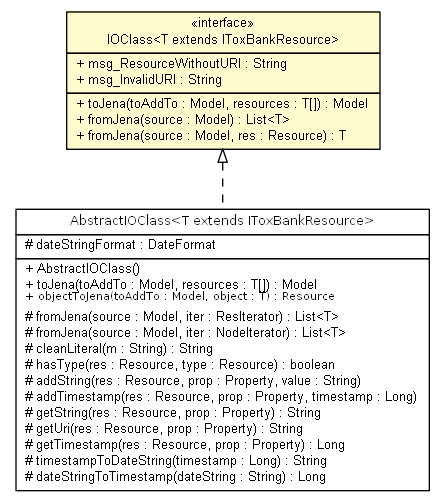 «interface»
IOClass<T extends IToxBankResource>
+ msg_ResourceWithoutURI : String
+ msg_InvalidURI : String
+ toJena(toAddTo : Model, resources : T[]) : Model
+ fromJena(source : Model) : List<T>
+ fromJena(source : Model, res : Resource) : T
AbstractIOClass<T extends IToxBankResource>
# dateStringFormat : DateFormat
+ AbstractIOClass()
+ toJena(toAddTo : Model, resources : T[]) : Model
+ objectToJena(toAddTo : Model, object : T) : Resource
# fromJena(source : Model, iter : ResIterator) : List<T>
# fromJena(source : Model, iter : NodeIterator) : List<T>
# cleanLiteral(m : String) : String
# hasType(res : Resource, type : Resource) : boolean
# addString(res : Resource, prop : Property, value : String)
# addTimestamp(res : Resource, prop : Property, timestamp : Long)
# getString(res : Resource, prop : Property) : String
# getUri(res : Resource, prop : Property) : String
# getTimestamp(res : Resource, prop : Property) : Long
# timestampToDateString(timestamp : Long) : String
# dateStringToTimestamp(dateString : String) : Long